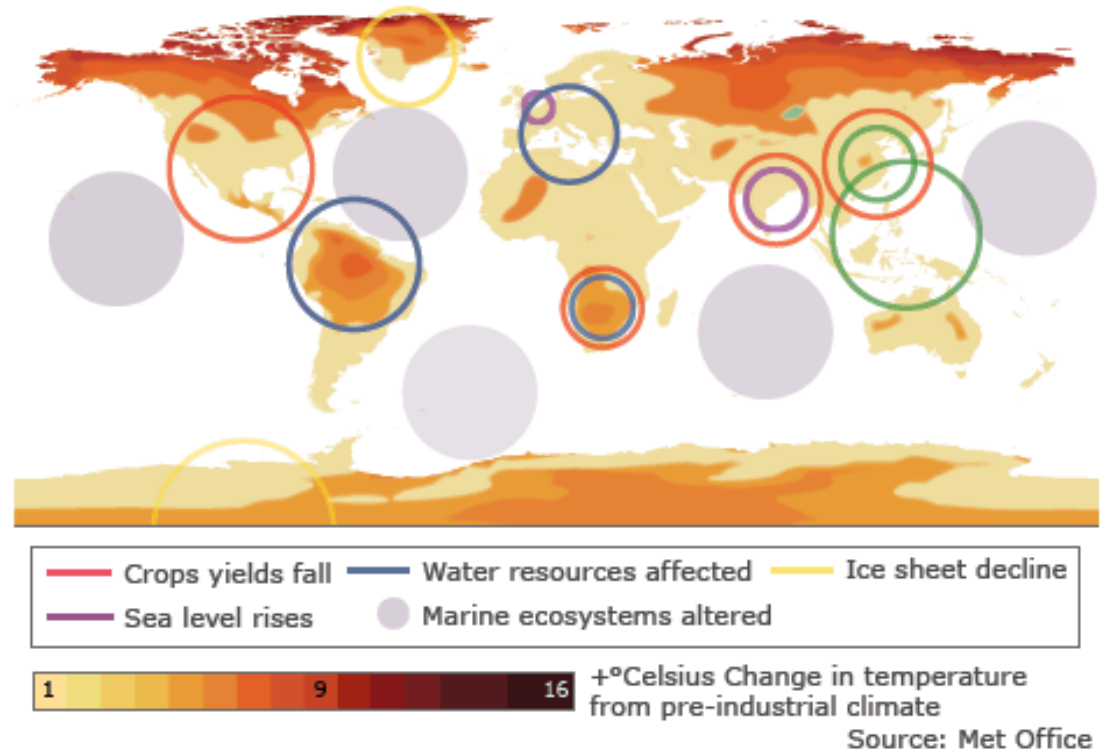 Crops yields fall Water resources affected Ice sheet decline
Sea level rises Marine ecosystems altered
1 9 16 +ºCelsius Change in temperature
from pre-industrial climate
Source: Met Office